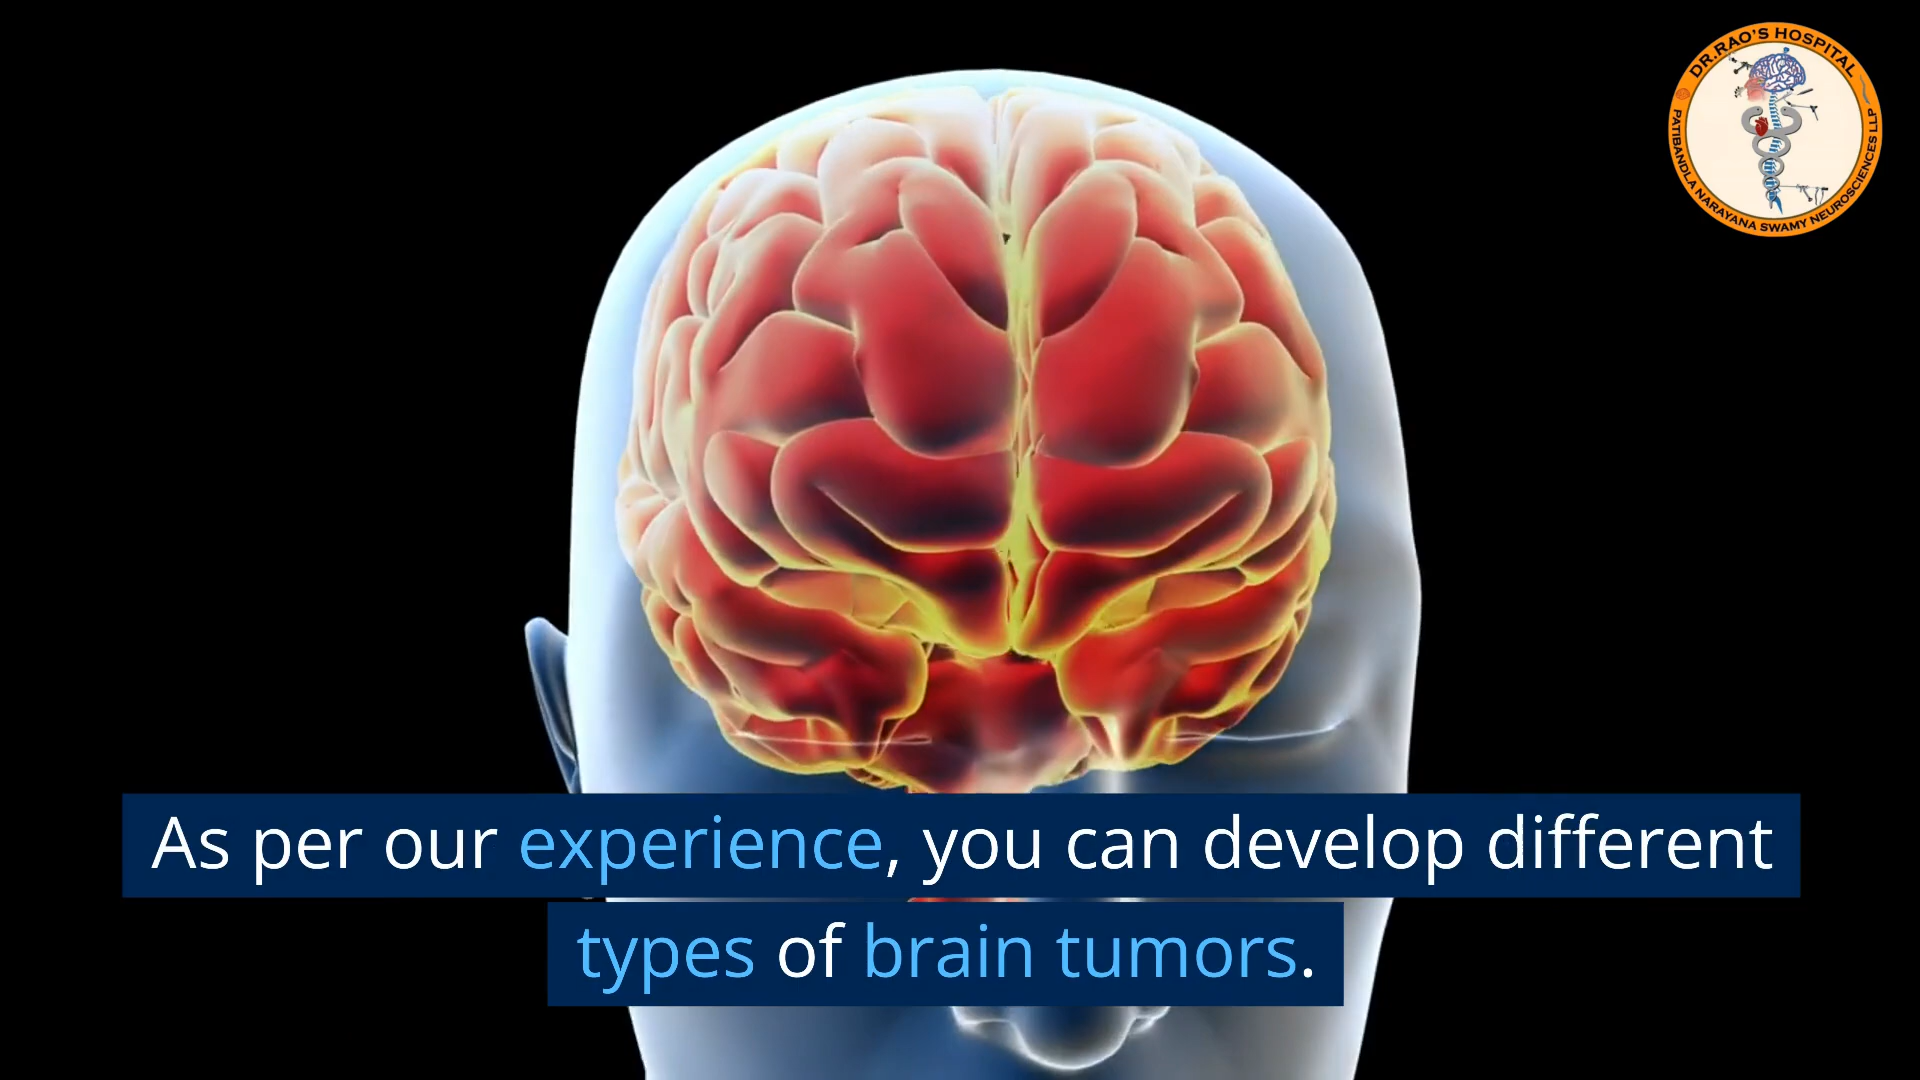 DR.RAO'S HOSPITAL
PATIBANDLA NARAYANA SWAMY NEUROSCIENCES LLP
As per our experience, you can develop different
types of brain tumors.